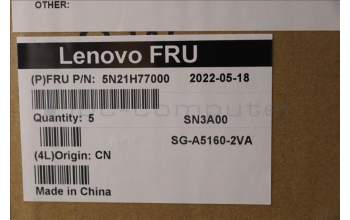 OTHER:
Lenovo FRU
(P)FRU P/N: 5N21H77000 2022-05-18
Quantity: 5 SN3A00
SG-A5160-2VA
(4L)Origin: CN
Made in China